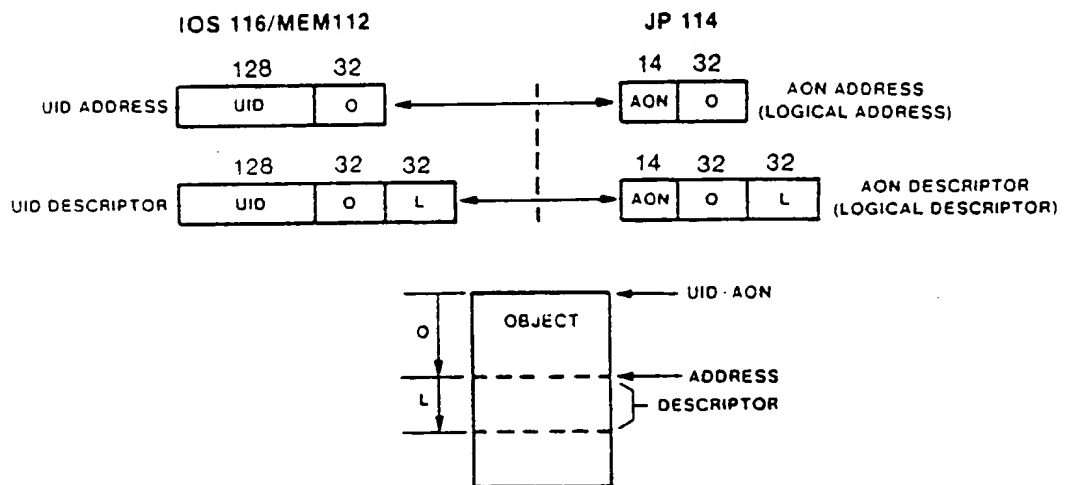 IOS 116/MEM112
JP 114
128 32
14 32
UID ADDRESS UID O
AON O AON ADDRESS
(LOGICAL ADDRESS)
128 32 32
14 32 32
UID DESCRIPTOR UID O L
AON O L AON DESCRIPTOR
(LOGICAL DESCRIPTOR)
UID·AON
OBJECT
O
ADDRESS
L
DESCRIPTOR